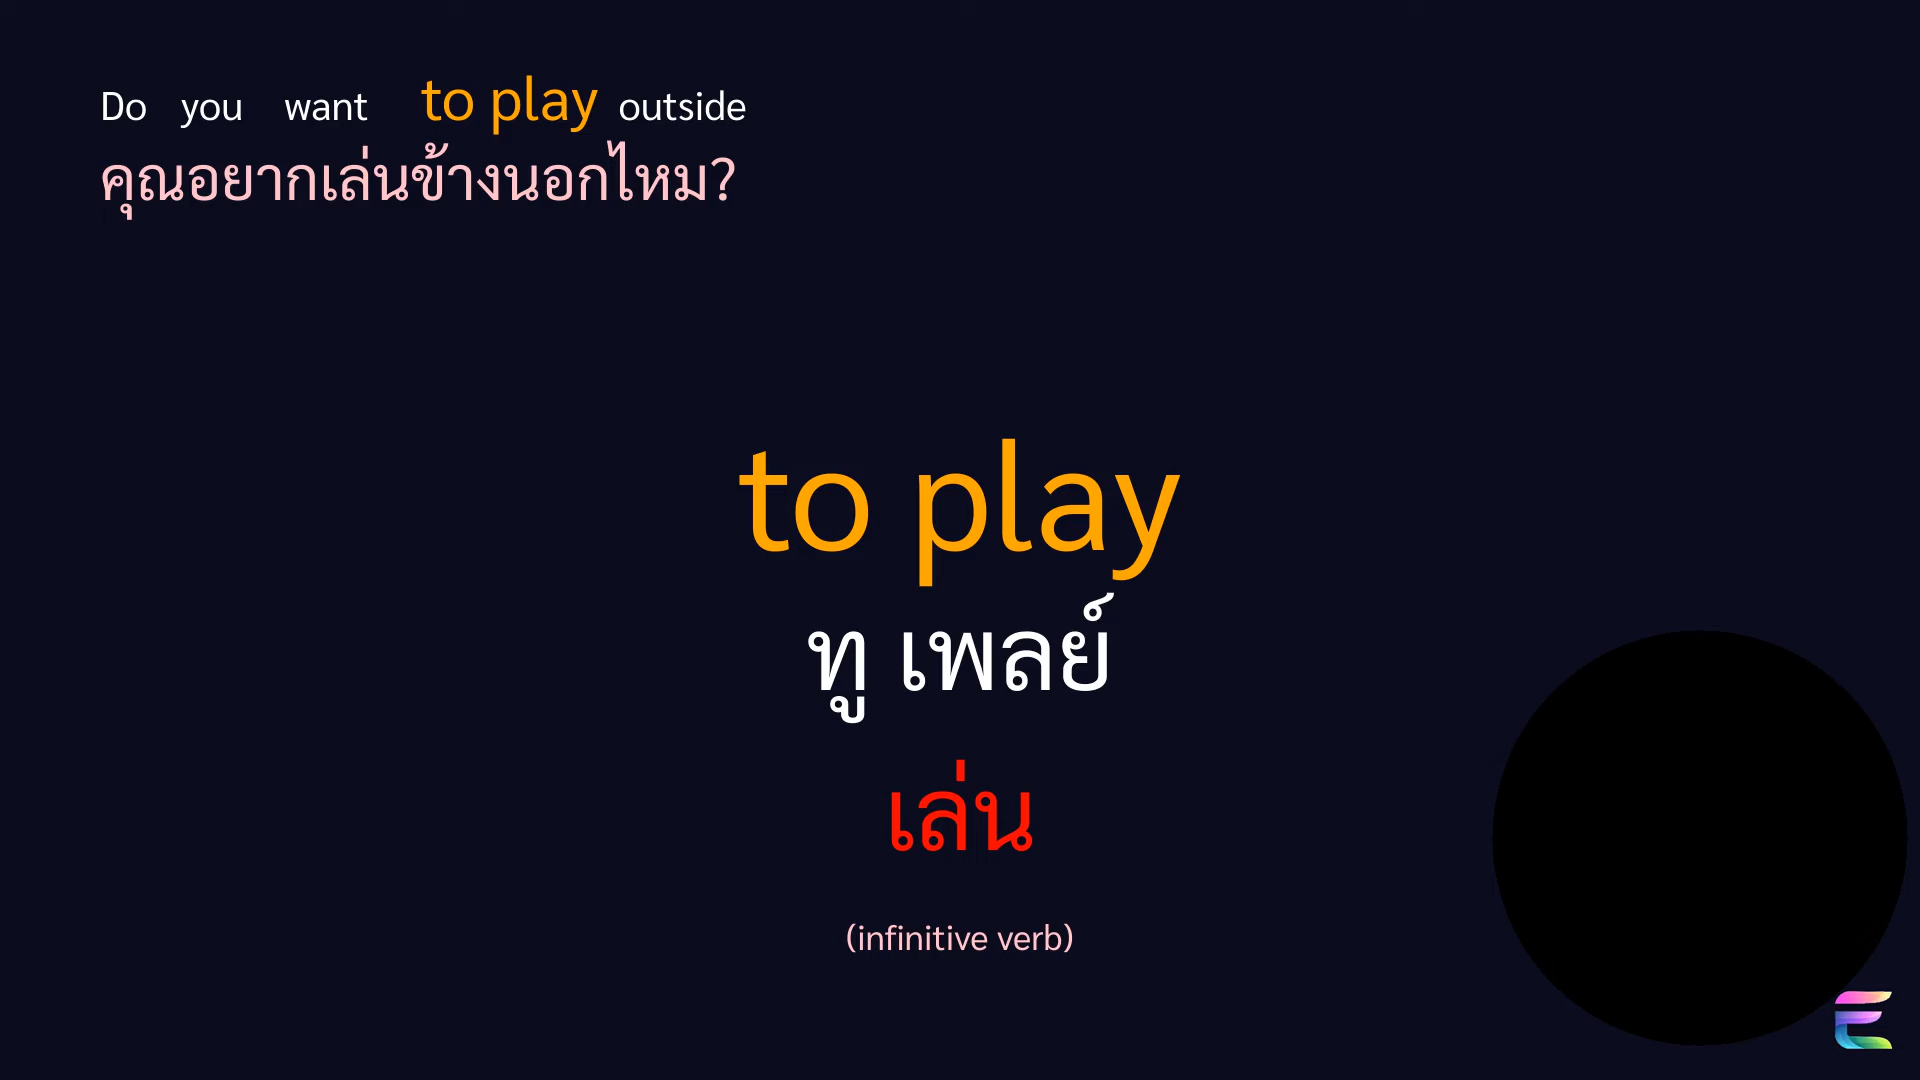 Do you want to play outside
คุณอยากเล่นข้างนอกไหม?
to play
ทู เพลย์
เล่น
(infinitive verb)